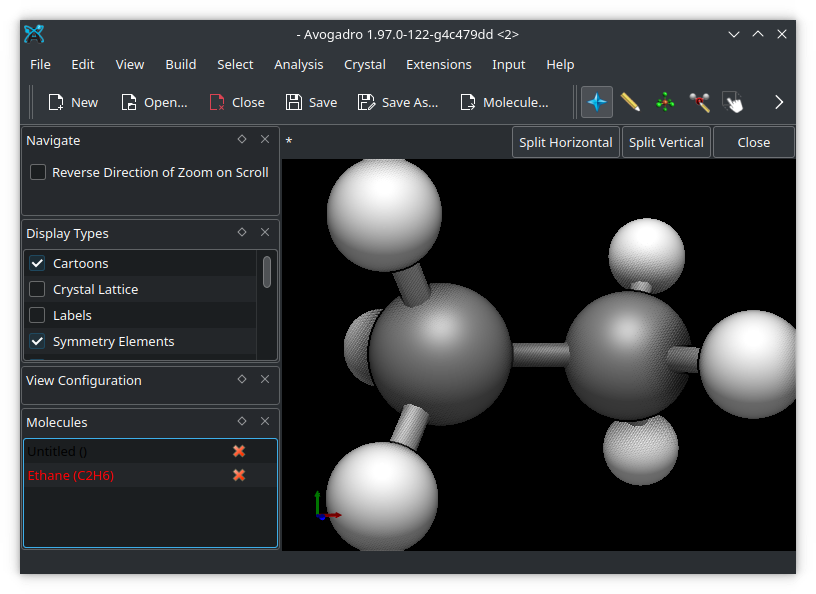 - Avogadro 1.97.0-122-g4c479dd <2>
File Edit View Build Select Analysis Crystal Extensions Input Help
New Open... Close Save Save As... Molecule...
Navigate
* Split Horizontal Split Vertical Close
Reverse Direction of Zoom on Scroll
Display Types
Cartoons
Crystal Lattice
Labels
Symmetry Elements
View Configuration
Molecules
Untitled ()
Ethane (C2H6)